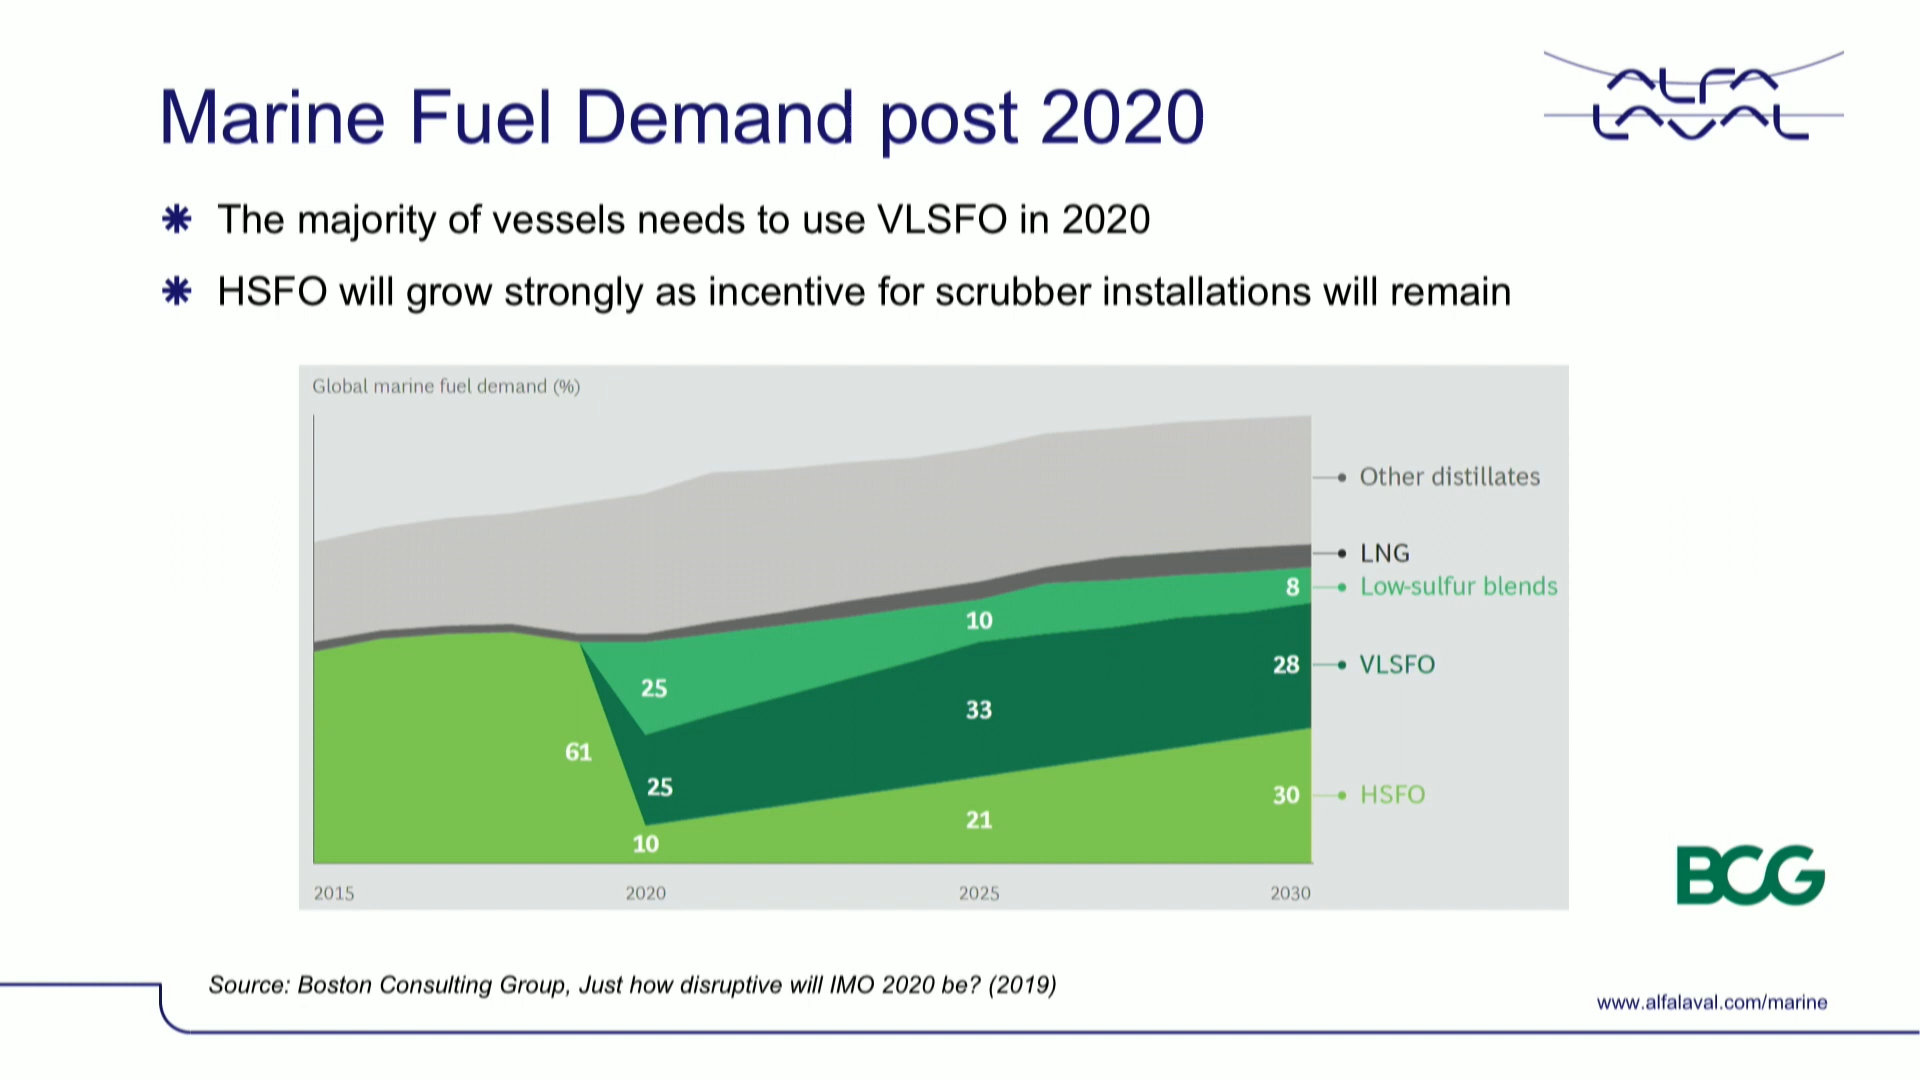 ALFA
LAVAL
Marine Fuel Demand post 2020
The majority of vessels needs to use VLSFO in 2020
HSFO will grow strongly as incentive for scrubber installations will remain
Global marine fuel demand (%)
Other distillates
LNG
8 Low-sulfur blends
10
28 VLSFO
25
33
61
25
30 HSFO
21
10
2015 2020 2025 2030
BCG
Source: Boston Consulting Group, Just how disruptive will IMO 2020 be? (2019)
www.alfalaval.com/marine